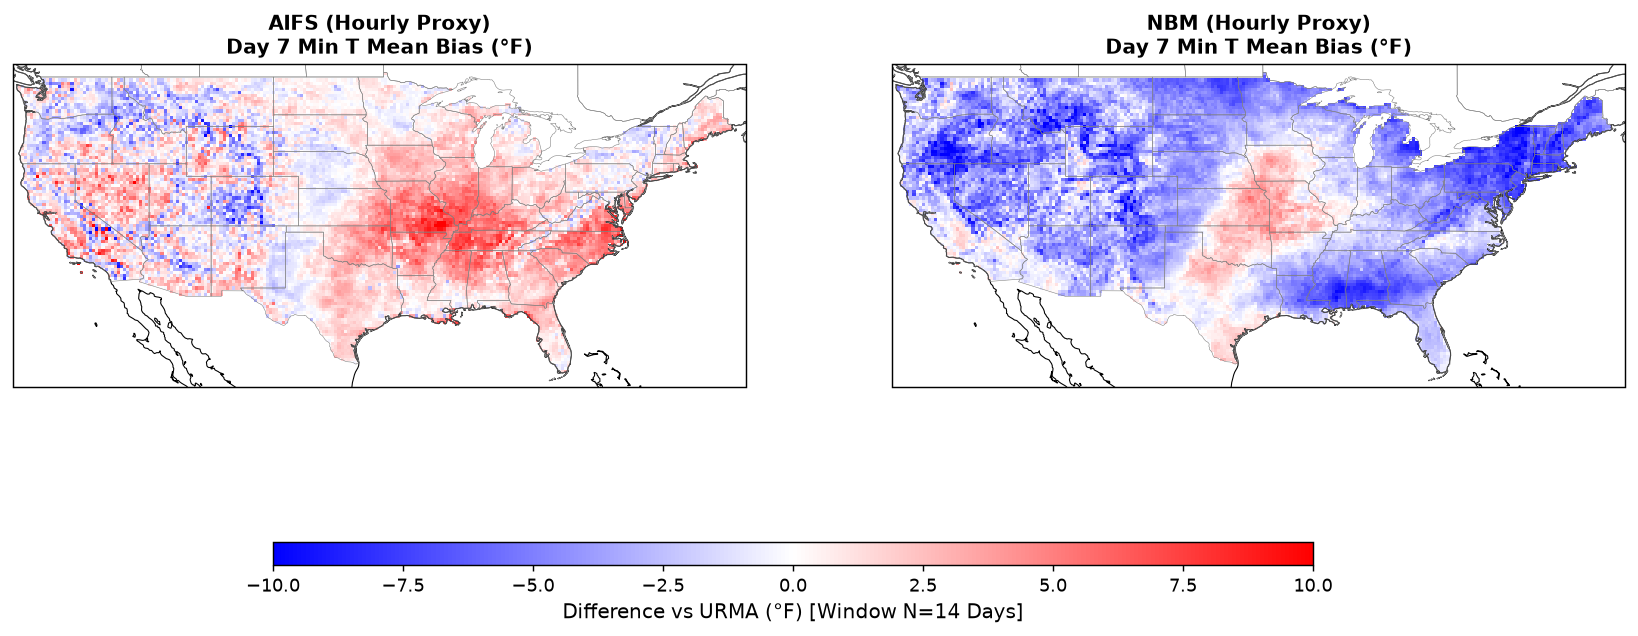 AIFS (Hourly Proxy)
Day 7 Min T Mean Bias (°F)
NBM (Hourly Proxy)
Day 7 Min T Mean Bias (°F)
−10.0 −7.5 −5.0 −2.5 0.0 2.5 5.0 7.5 10.0
Difference vs URMA (°F) [Window N=14 Days]